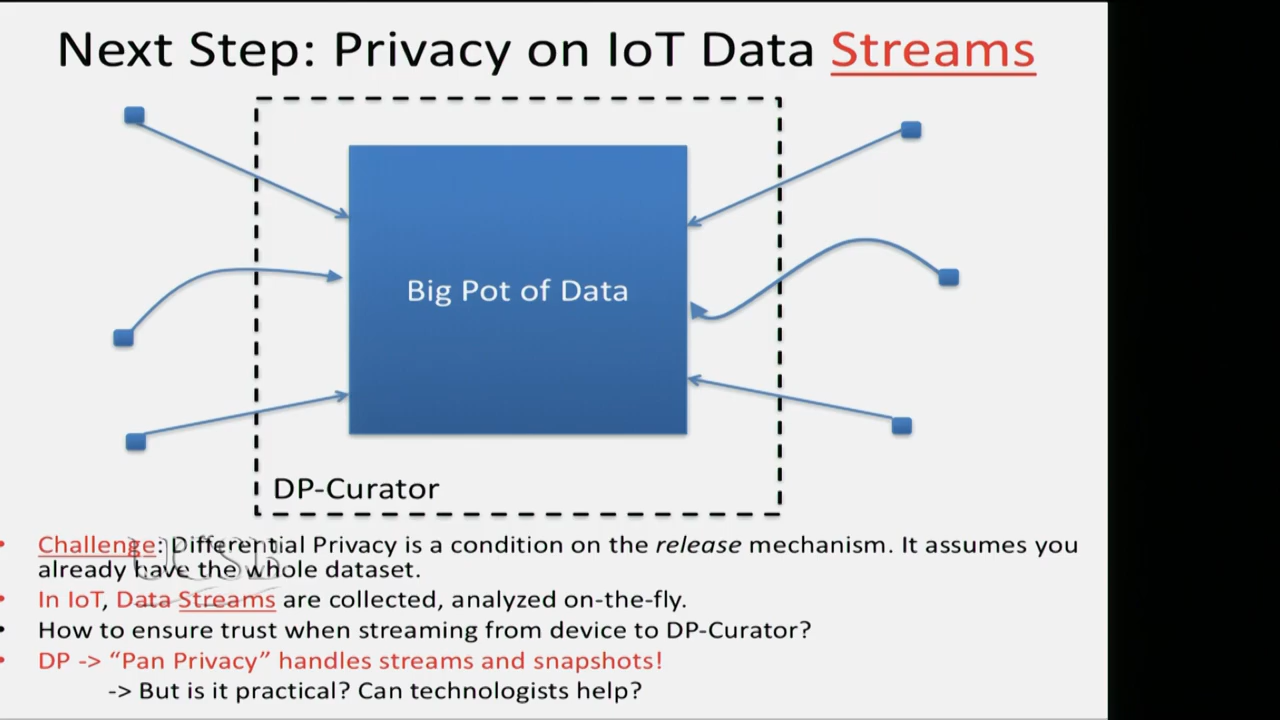 Next Step: Privacy on IoT Data Streams
Big Pot of Data
DP-Curator
• Challenge: Differential Privacy is a condition on the release mechanism. It assumes you
already have the whole dataset.
• In IoT, Data Streams are collected, analyzed on-the-fly.
• How to ensure trust when streaming from device to DP-Curator?
• DP -> “Pan Privacy” handles streams and snapshots!
-> But is it practical? Can technologists help?